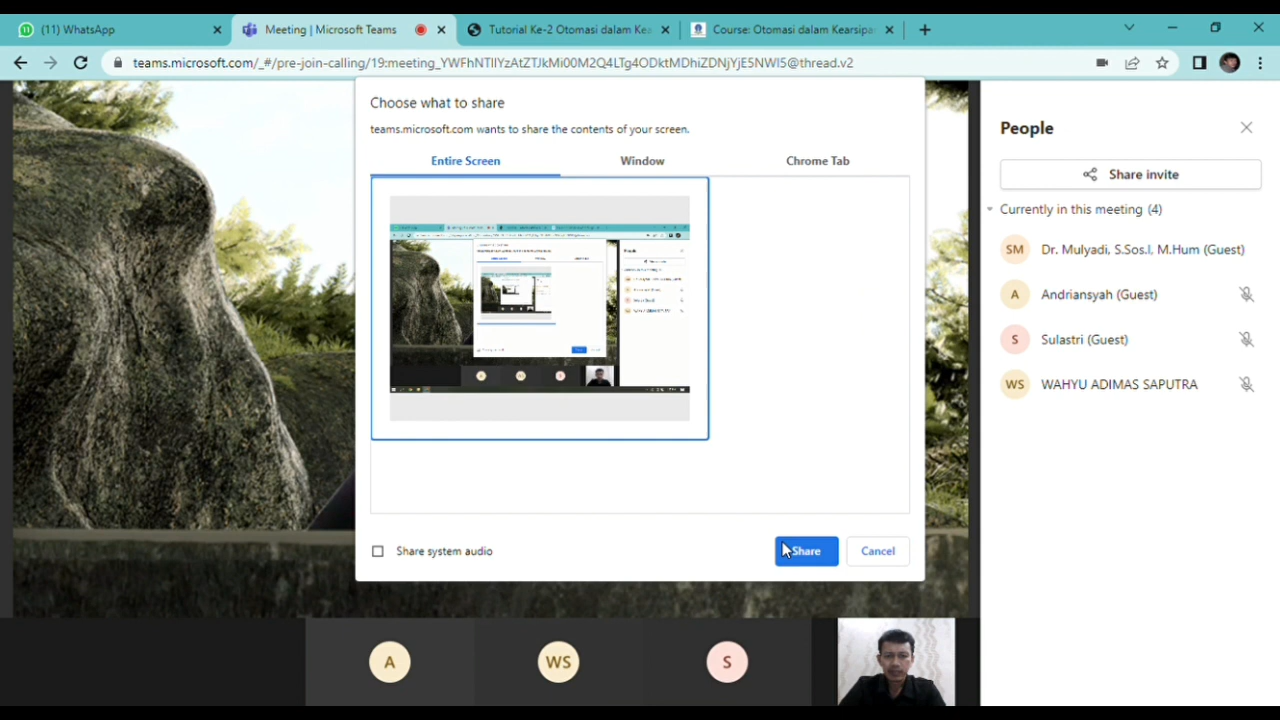 (11) WhatsApp
Meeting | Microsoft Teams
Tutorial Ke-2 Otomasi dalam Kea
Course: Otomasi dalam Kearsipa
teams.microsoft.com/_#/pre-join-calling/19:meeting_YWFhNTIIYzAtZTJkMi00M2Q4LTg4ODktMDhiZDNjYjE5NWI5@thread.v2
Choose what to share
teams.microsoft.com wants to share the contents of your screen.
Entire Screen
Window
Chrome Tab
Share system audio
Share
Cancel
People
Share invite
Currently in this meeting (4)
SM Dr. Mulyadi, S.Sos.I, M.Hum (Guest)
A Andriansyah (Guest)
S Sulastri (Guest)
WS WAHYU ADIMAS SAPUTRA
A
WS
S